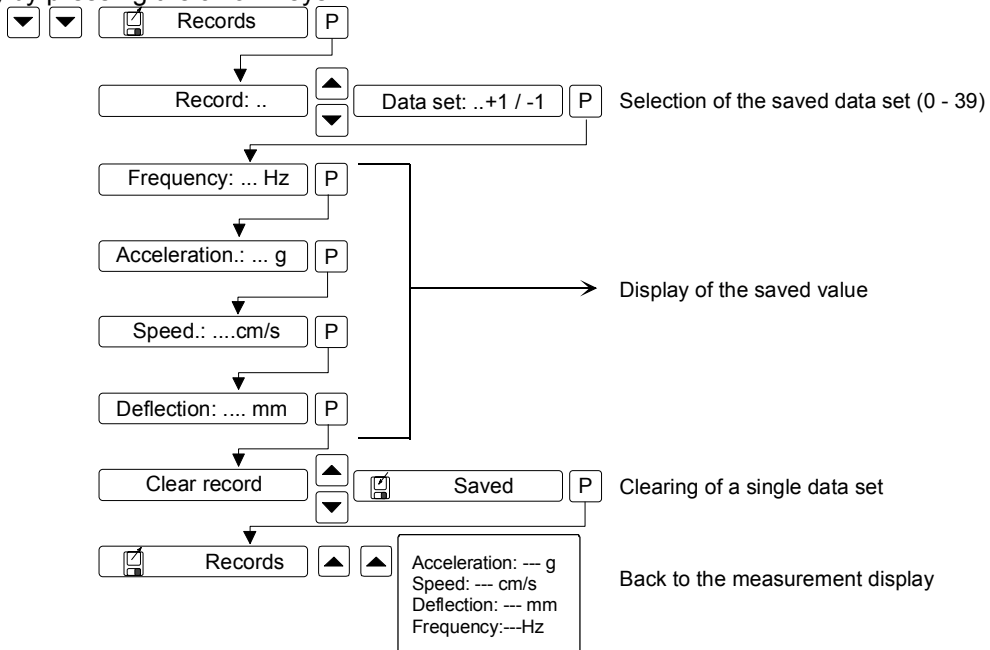 Records P
Record: .. Data set: ..+1 / -1 P Selection of the saved data set (0 - 39)
Frequency: ... Hz P
Acceleration.: ... g P
Display of the saved value
Speed.: ....cm/s P
Deflection: .... mm P
Clear record Saved P Clearing of a single data set
Records
Acceleration: --- g
Speed: --- cm/s
Deflection: --- mm
Frequency:---Hz
Back to the measurement display